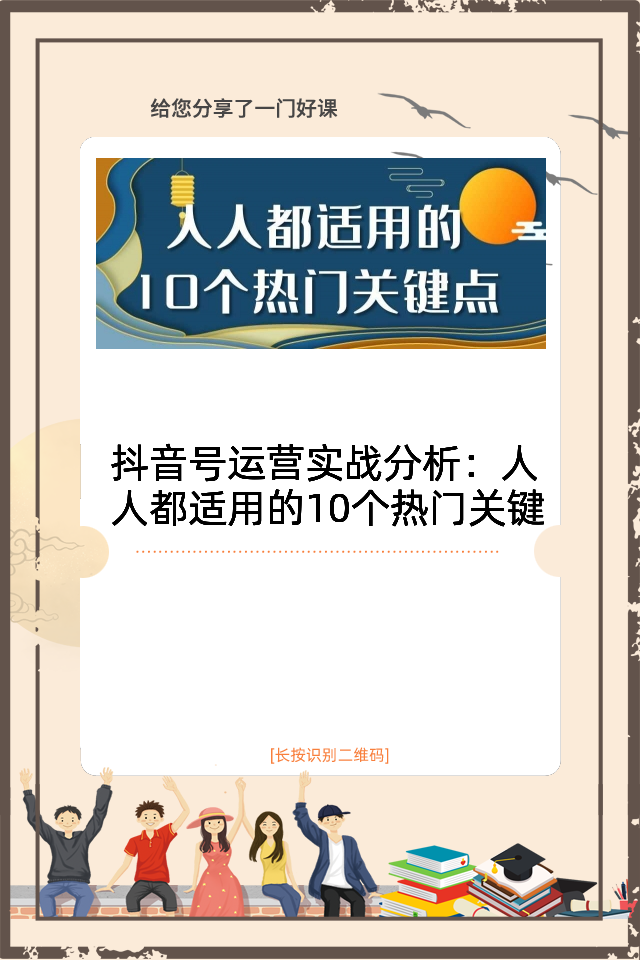 给您分享了一门好课
人人都适用的
10个热门关键点
抖音号运营实战分析：人
人都适用的10个热门关键
[长按识别二维码]